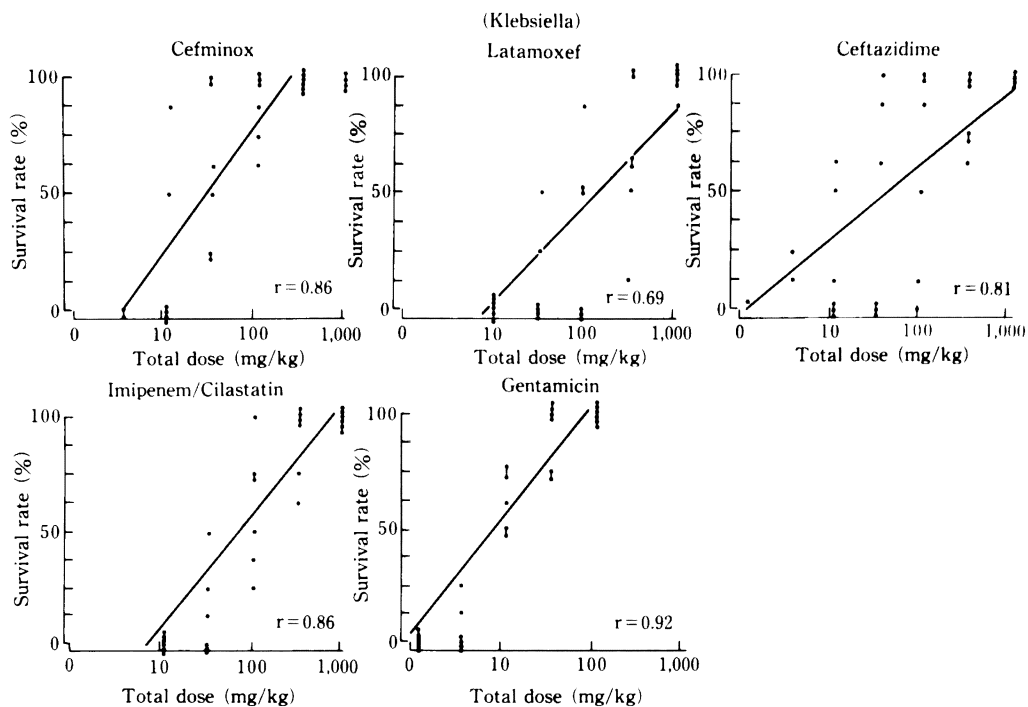 (Klebsiella)
Cefminox
Survival rate (%)
100
50
0
r=0.86
0 10 100 1,000
Total dose (mg/kg)
Latamoxef
Survival rate (%)
100
50
0
r=0.69
0 10 100 1,000
Total dose (mg/kg)
Ceftazidime
Survival rate (%)
100
50
0
r=0.81
0 10 100 1,000
Total dose (mg/kg)
Imipenem/Cilastatin
Survival rate (%)
100
50
0
r=0.86
0 10 100 1,000
Total dose (mg/kg)
Gentamicin
Survival rate (%)
100
50
0
r=0.92
0 10 100 1,000
Total dose (mg/kg)